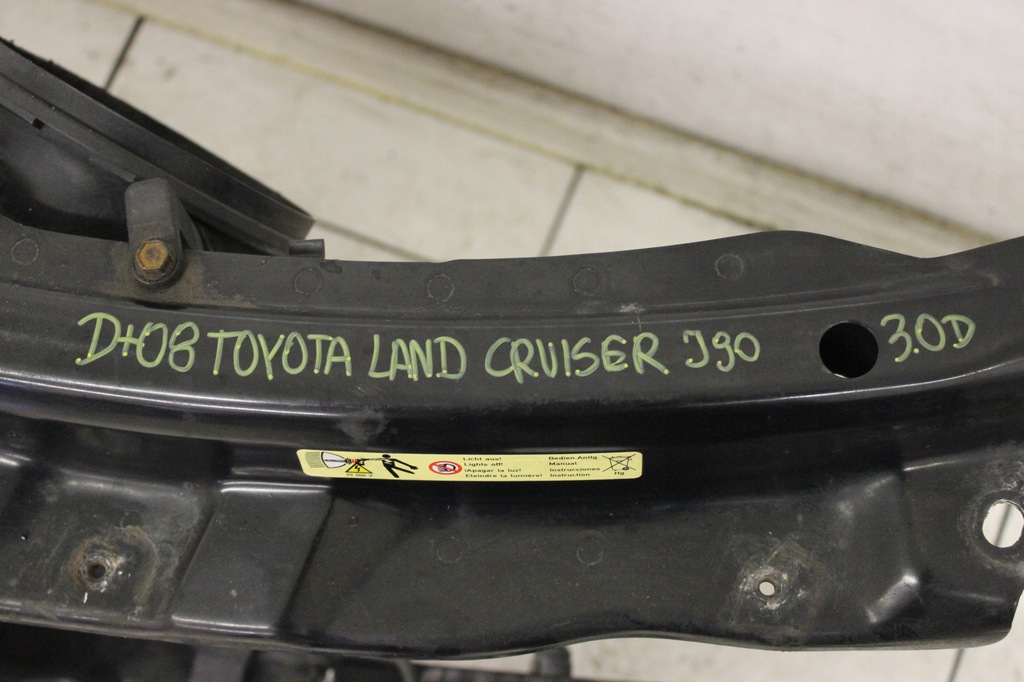 D+08 TOYOTA LAND CRUISER J90 3.0D
Licht aus!
Lights off!
¡Apagar la luz!
Eteindre la lumière!
Bedien Anltg
Manual
Instrucciones
Instruction
Hg